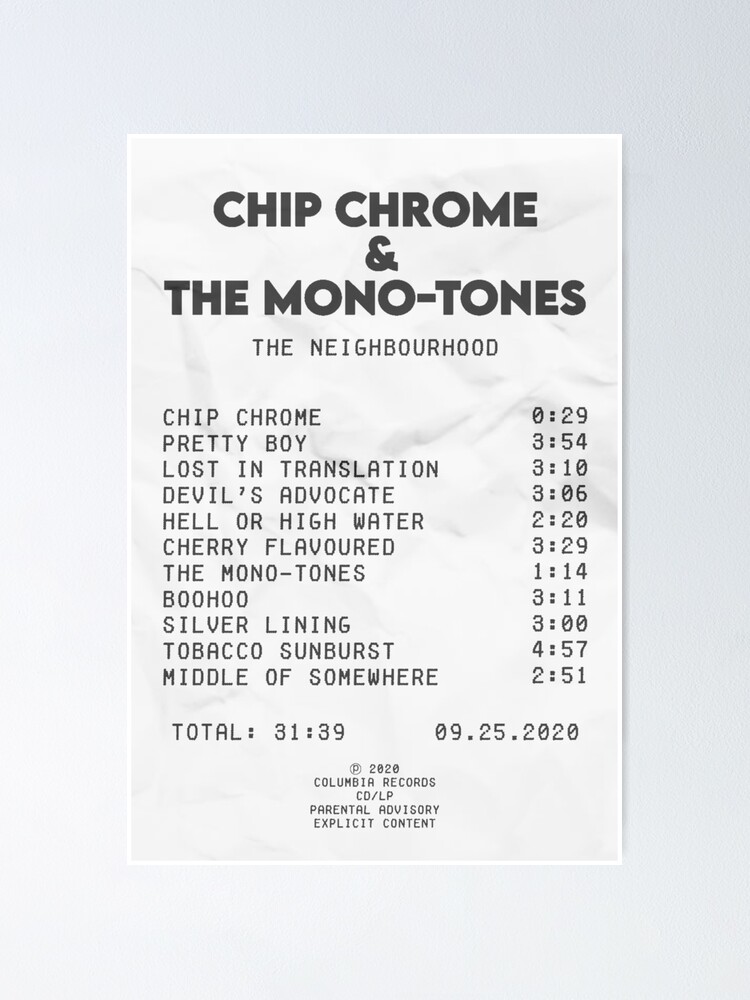 CHIP CHROME
&
THE MONO-TONES
THE NEIGHBOURHOOD
CHIP CHROME 0:29
PRETTY BOY 3:54
LOST IN TRANSLATION 3:10
DEVIL'S ADVOCATE 3:06
HELL OR HIGH WATER 2:20
CHERRY FLAVOURED 3:29
THE MONO-TONES 1:14
BOOHOO 3:11
SILVER LINING 3:00
TOBACCO SUNBURST 4:57
MIDDLE OF SOMEWHERE 2:51
TOTAL: 31:39 09.25.2020
℗ 2020
COLUMBIA RECORDS
CD/LP
PARENTAL ADVISORY
EXPLICIT CONTENT